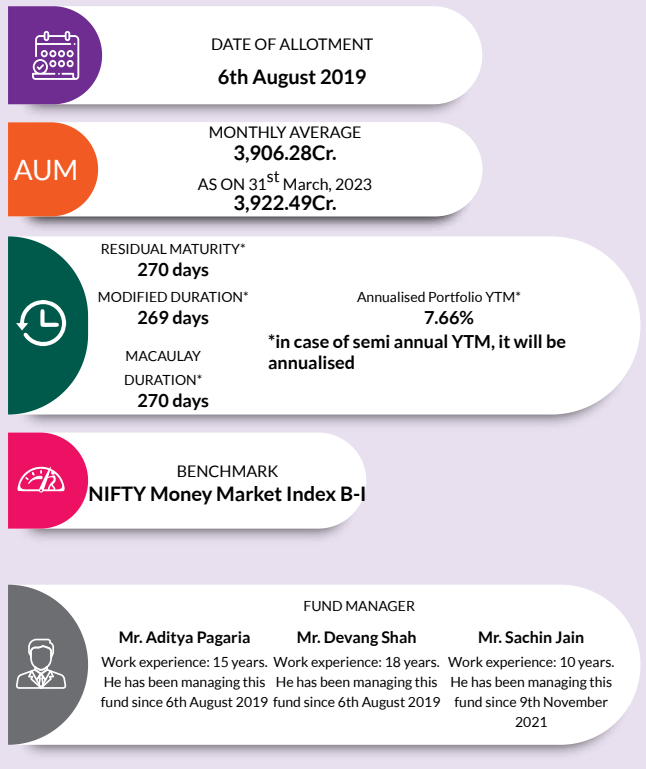 DATE OF ALLOTMENT
6th August 2019
AUM
MONTHLY AVERAGE
3,906.28Cr.
AS ON 31st March, 2023
3,922.49Cr.
RESIDUAL MATURITY*
270 days
MODIFIED DURATION*
269 days
MACAULAY
DURATION*
270 days
Annualised Portfolio YTM*
7.66%
*in case of semi annual YTM, it will be
annualised
BENCHMARK
NIFTY Money Market Index B-I
FUND MANAGER
Mr. Aditya Pagaria
Work experience: 15 years.
He has been managing this
fund since 6th August 2019
Mr. Devang Shah
Work experience: 18 years.
He has been managing this
fund since 6th August 2019
Mr. Sachin Jain
Work experience: 10 years.
He has been managing this
fund since 9th November
2021